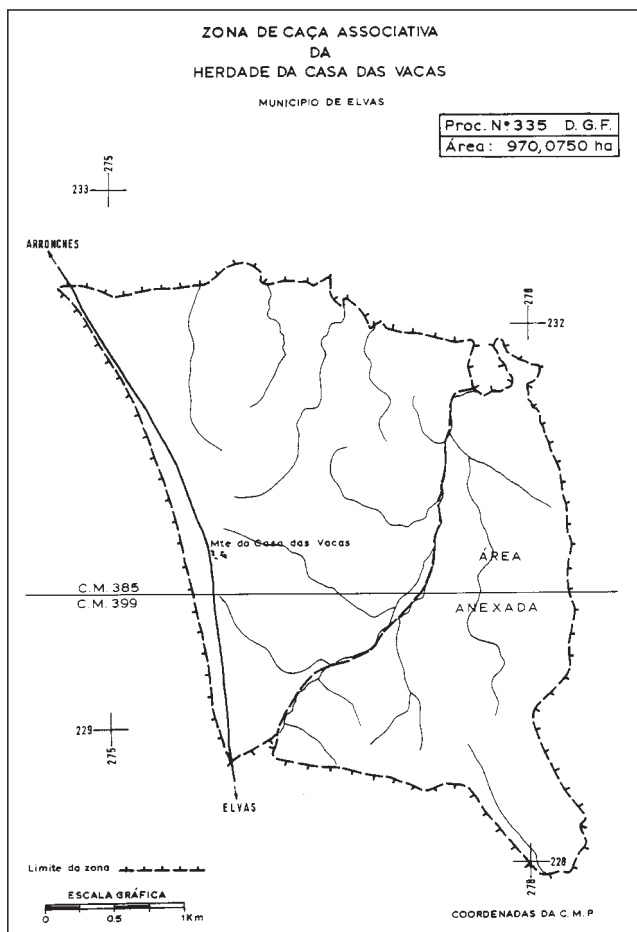 ZONA DE CAÇA ASSOCIATIVA
DA
HERDADE DA CASA DAS VACAS
MUNICIPIO DE ELVAS
Proc. Nº 335 D.G.F.
Área: 970,0750 ha
275
233
ARRONCHES
278
232
Mte da Casa das Vacas
ÁREA
C.M. 385
C.M. 399
ANEXADA
229
275
ELVAS
228
278
Limite da zona
ESCALA GRÁFICA
0 0.5 1Km
COORDENADAS DA C.M.P